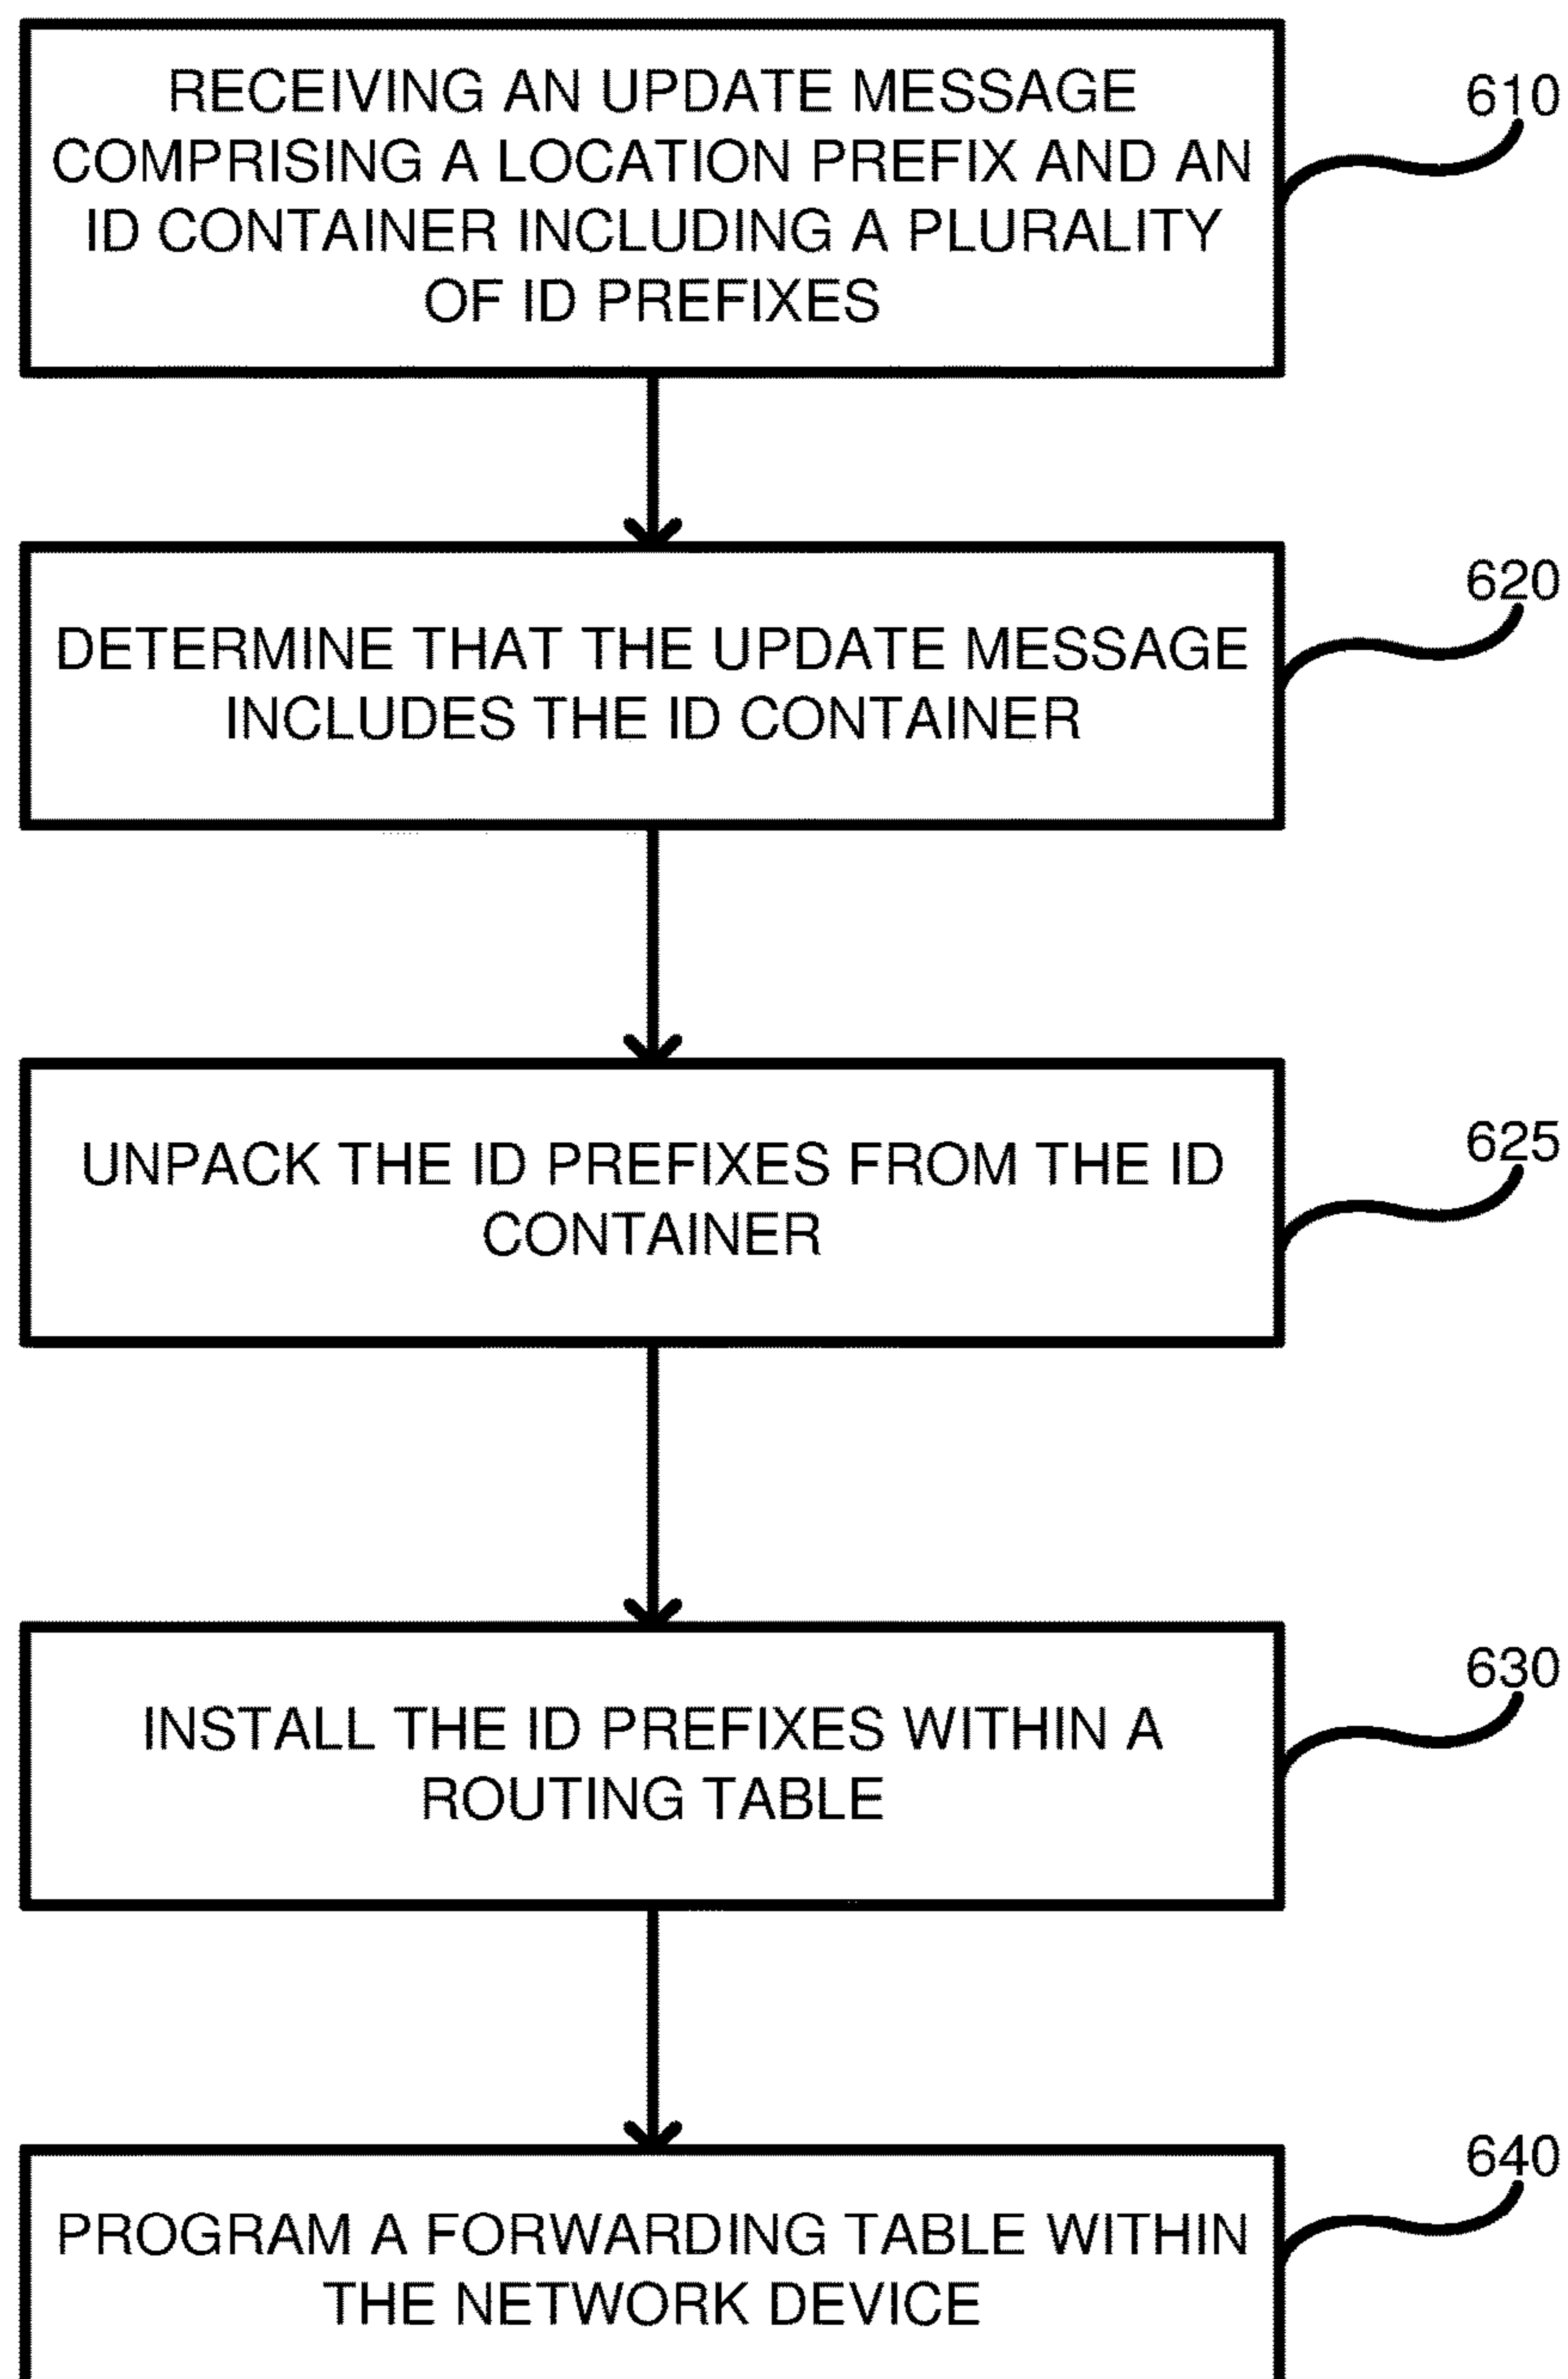 RECEIVING AN UPDATE MESSAGE
COMPRISING A LOCATION PREFIX AND AN
ID CONTAINER INCLUDING A PLURALITY
OF ID PREFIXES
610
DETERMINE THAT THE UPDATE MESSAGE
INCLUDES THE ID CONTAINER
620
UNPACK THE ID PREFIXES FROM THE ID
CONTAINER
625
INSTALL THE ID PREFIXES WITHIN A
ROUTING TABLE
630
PROGRAM A FORWARDING TABLE WITHIN
THE NETWORK DEVICE
640